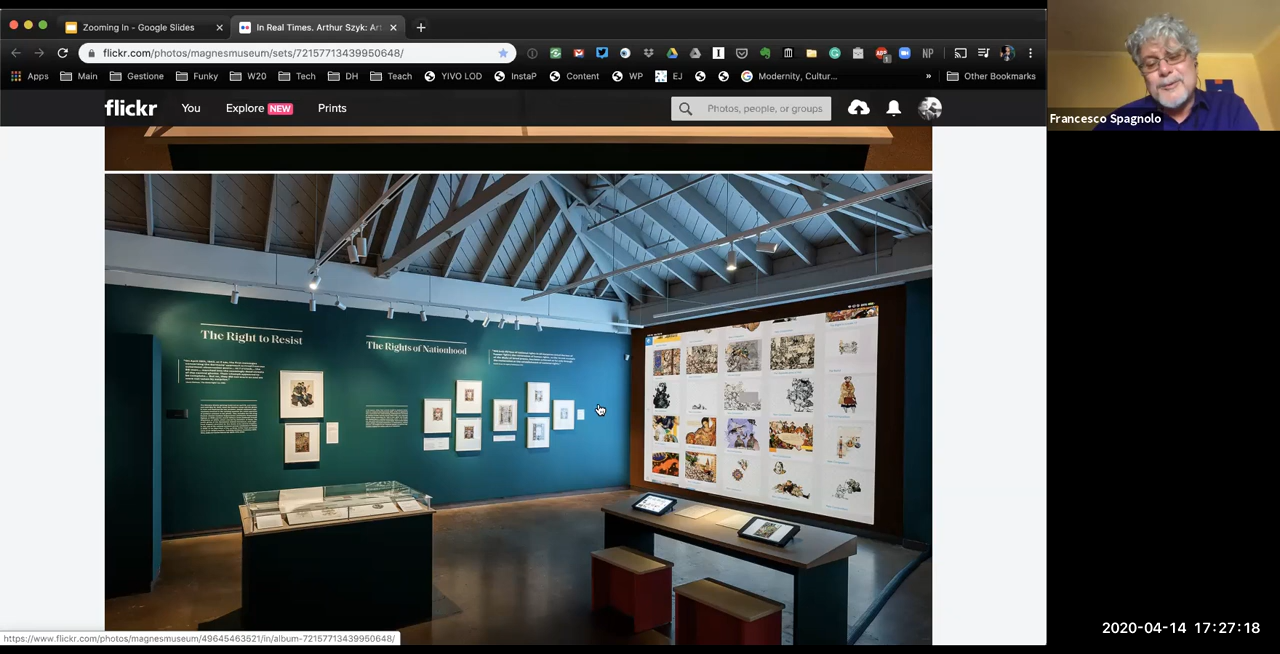 Zooming In - Google Slides
In Real Times. Arthur Szyk: Ar
flickr.com/photos/magnesmuseum/sets/72157713439950648/
NP
Apps
Main
Gestione
Funky
W20
Tech
DH
Teach
YIVO LOD
InstaP
Content
WP
EJ
Modernity, Cultur...
»
Other Bookmarks
flickr
You
Explore NEW
Prints
Photos, people, or groups
Francesco Spagnolo
The Right to Resist
The Rights of Nationhood
https://www.flickr.com/photos/magnesmuseum/49645463521/in/album-72157713439950648/
2020-04-14 17:27:18